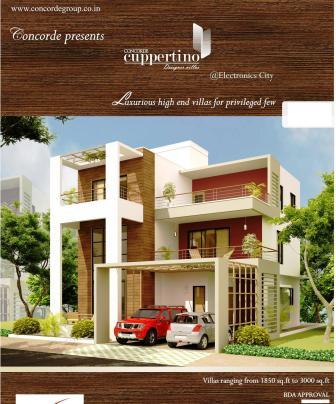 www.concordegroup.co.in
Concorde presents
CONCORDE
cuppertino
Designer villas
@Electronics City
Luxurious high end villas for privileged few
Villas ranging from 1850 sq.ft to 3000 sq.ft
BDA APPROVAL